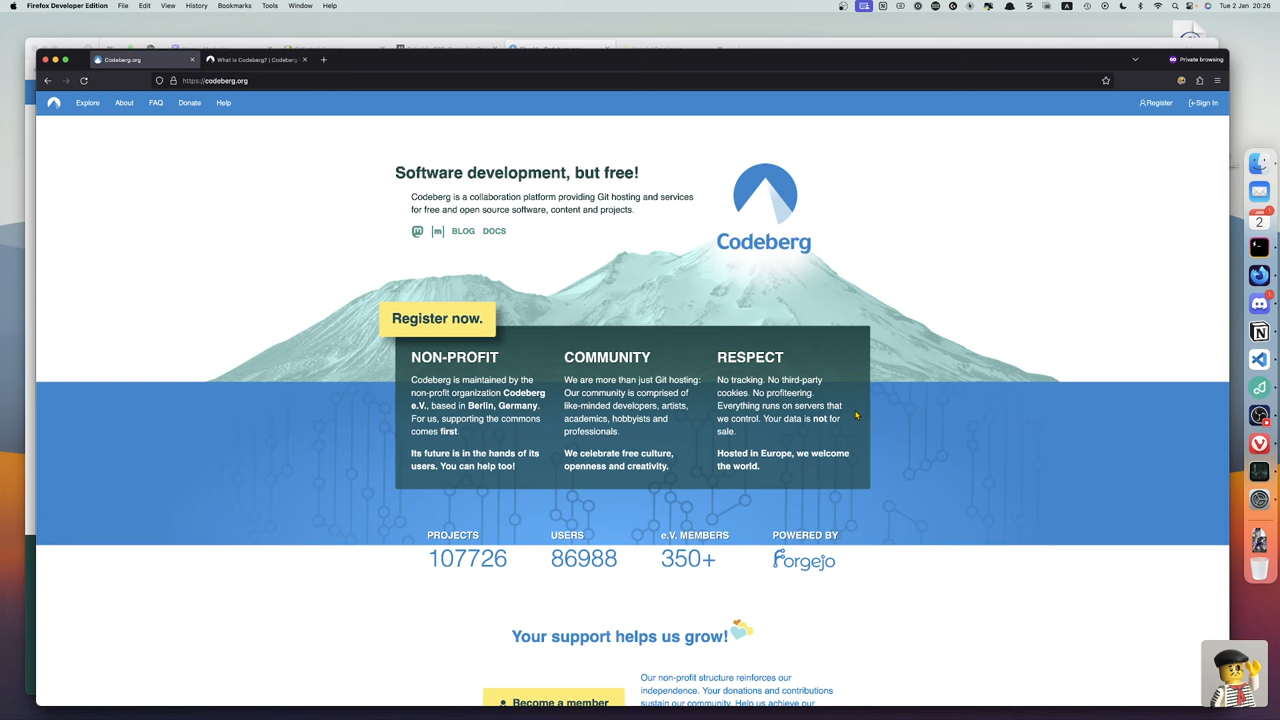 Firefox Developer Edition File Edit View History Bookmarks Tools Window Help
Tue 2 Jan 20:26
Codeberg.org
What is Codeberg? | Codeberg
Private browsing
https://codeberg.org
Explore About FAQ Donate Help
Register Sign In
Software development, but free!
Codeberg is a collaboration platform providing Git hosting and services
for free and open source software, content and projects.
[m] BLOG DOCS
Codeberg
Register now.
NON-PROFIT
Codeberg is maintained by the
non-profit organization Codeberg
e.V., based in Berlin, Germany.
For us, supporting the commons
comes first.
Its future is in the hands of its
users. You can help too!
COMMUNITY
We are more than just Git hosting:
Our community is comprised of
like-minded developers, artists,
academics, hobbyists and
professionals.
We celebrate free culture,
openness and creativity.
RESPECT
No tracking. No third-party
cookies. No profiteering.
Everything runs on servers that
we control. Your data is not for
sale.
Hosted in Europe, we welcome
the world.
PROJECTS
107726
USERS
86988
e.V. MEMBERS
350+
POWERED BY
Forgejo
Your support helps us grow!
Become a member
Our non-profit structure reinforces our
independence. Your donations and contributions
sustain our community. Help us achieve our
JAN
2